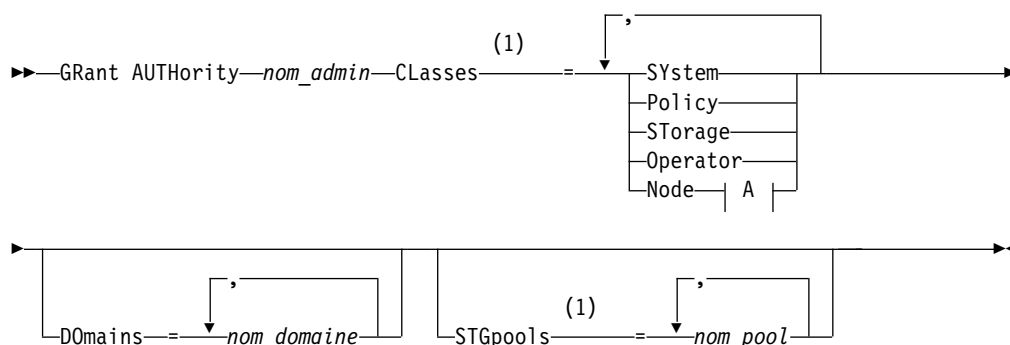 (1) ,
GRant AUTHority nom_admin CLasses = SYstem
Policy
STorage
Operator
Node A
, (1) ,
DOmains = nom_domaine STGpools = nom_pool